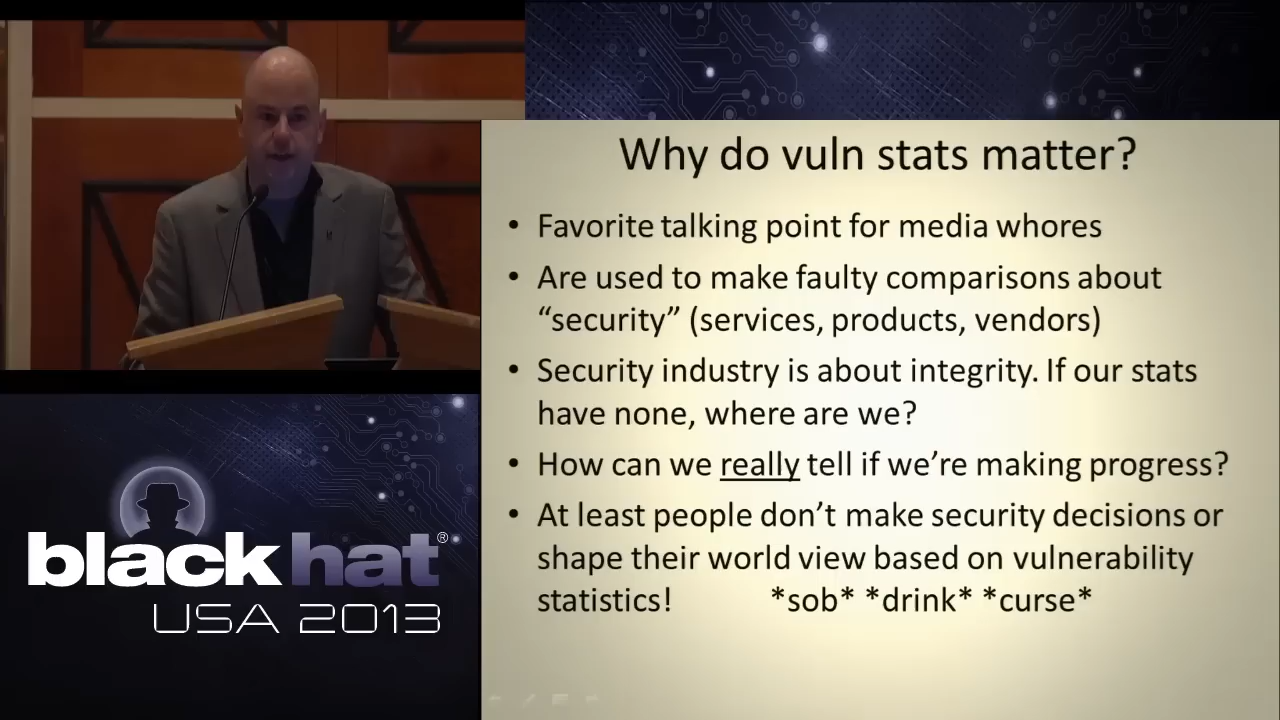 Why do vuln stats matter?
• Favorite talking point for media whores
• Are used to make faulty comparisons about
“security” (services, products, vendors)
• Security industry is about integrity. If our stats
have none, where are we?
• How can we really tell if we’re making progress?
• At least people don’t make security decisions or
shape their world view based on vulnerability
statistics! *sob* *drink* *curse*
black hat®
USA 2013